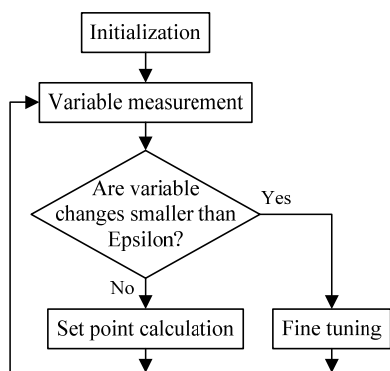 Initialization
Variable measurement
Are variable
changes smaller than
Epsilon?
Yes
No
Set point calculation
Fine tuning